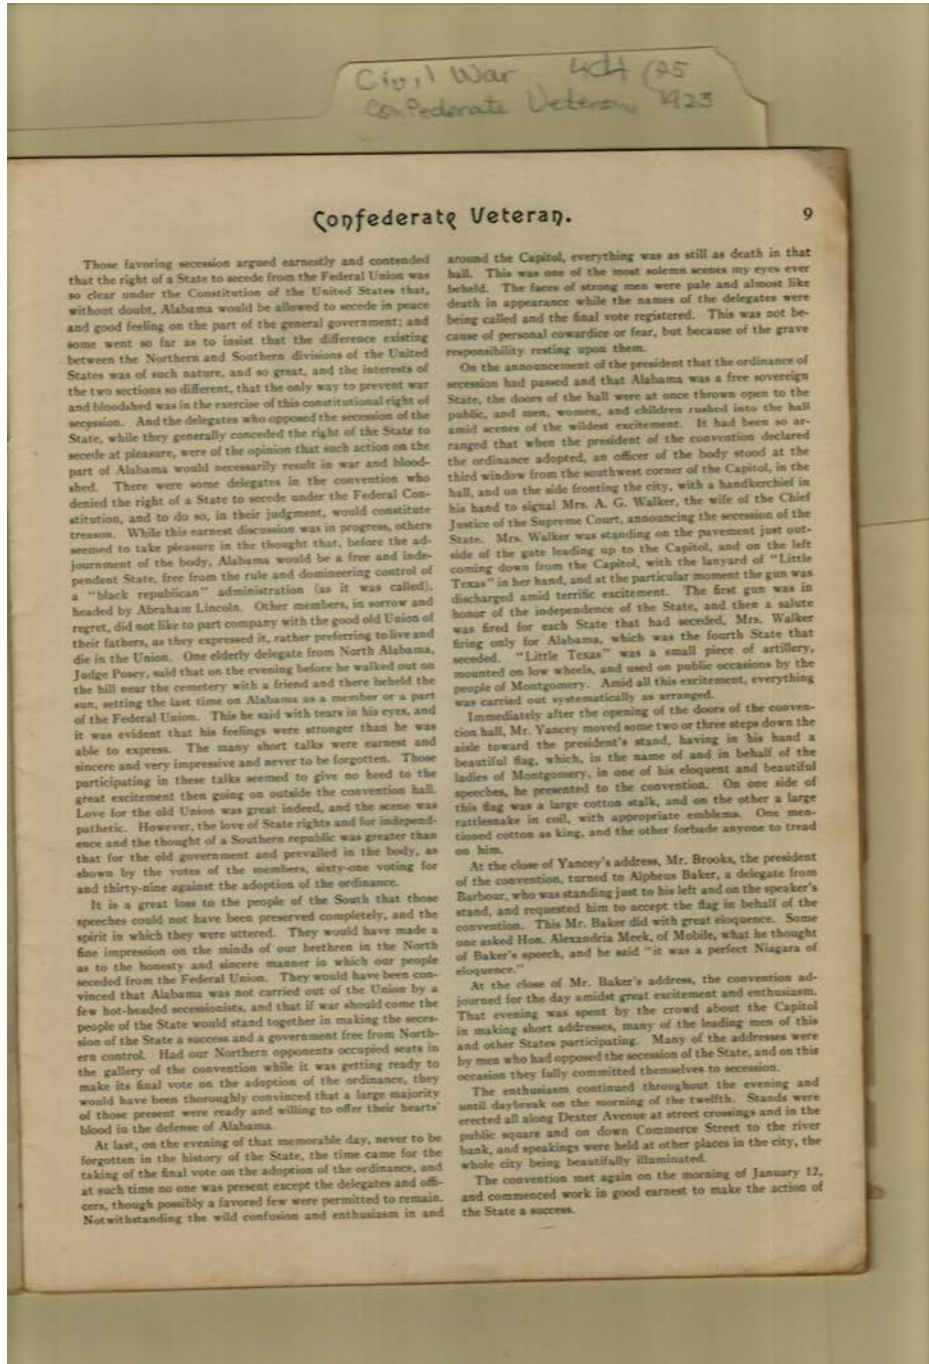 Civil War 4d4 (25
Confederate Veteran 1923
Confederate Veteran.
9
Those favoring secession argued earnestly and contended
that the right of a State to secede from the Federal Union was
so clear under the Constitution of the United States that,
without doubt, Alabama would be allowed to secede in peace
and good feeling on the part of the general government; and
some went so far as to insist that the difference existing
between the Northern and Southern divisions of the United
States was of such nature, and so great, and the interests of
the two sections so different, that the only way to prevent war
and bloodshed was in the exercise of this constitutional right of
secession. And the delegates who opposed the secession of the
State, while they generally conceded the right of the State to
secede at pleasure, were of the opinion that such action on the
part of Alabama would necessarily result in war and blood-
shed. There were some delegates in the convention who
denied the right of a State to secede under the Federal Con-
stitution, and to do so, in their judgment, would constitute
treason. While this earnest discussion was in progress, others
seemed to take pleasure in the thought that, before the ad-
journment of the body, Alabama would be a free and inde-
pendent State, free from the rule and domineering control of
a "black republican" administration (as it was called),
headed by Abraham Lincoln. Other members, in sorrow and
regret, did not like to part company with the good old Union of
their fathers, as they expressed it, rather preferring to live and
die in the Union. One elderly delegate from North Alabama,
Judge Posey, said that on the evening before he walked out on
the hill near the cemetery with a friend and there beheld the
sun, setting the last time on Alabama as a member or a part
of the Federal Union. This he said with tears in his eyes, and
it was evident that his feelings were stronger than he was
able to express. The many short talks were earnest and
sincere and very impressive and never to be forgotten. Those
participating in these talks seemed to give no heed to the
great excitement then going on outside the convention hall.
Love for the old Union was great indeed, and the scene was
pathetic. However, the love of State rights and for independ-
ence and the thought of a Southern republic was greater than
that for the old government and prevailed in the body, as
shown by the votes of the members, sixty-one voting for
and thirty-nine against the adoption of the ordinance.
It is a great loss to the people of the South that those
speeches could not have been preserved completely, and the
spirit in which they were uttered. They would have made a
fine impression on the minds of our brethren in the North
as to the honesty and sincere manner in which our people
seceded from the Federal Union. They would have been con-
vinced that Alabama was not carried out of the Union by a
few hot-headed secessionists, and that if war should come the
people of the State would stand together in making the seces-
sion of the State a success and a government free from North-
ern control. Had our Northern opponents occupied seats in
the gallery of the convention while it was getting ready to
make its final vote on the adoption of the ordinance, they
would have been thoroughly convinced that a large majority
of those present were ready and willing to offer their hearts'
blood in the defense of Alabama.
At last, on the evening of that memorable day, never to be
forgotten in the history of the State, the time came for the
taking of the final vote on the adoption of the ordinance, and
at such time no one was present except the delegates and offi-
cers, though possibly a favored few were permitted to remain.
Notwithstanding the wild confusion and enthusiasm in and
around the Capitol, everything was as still as death in that
hall. This was one of the most solemn scenes my eyes ever
beheld. The faces of strong men were pale and almost like
death in appearance while the names of the delegates were
being called and the final vote registered. This was not be-
cause of personal cowardice or fear, but because of the grave
responsibility resting upon them.
On the announcement of the president that the ordinance of
secession had passed and that Alabama was a free sovereign
State, the doors of the hall were at once thrown open to the
public, and men, women, and children rushed into the hall
amid scenes of the wildest excitement. It had been so ar-
ranged that when the president of the convention declared
the ordinance adopted, an officer of the body stood at the
third window from the southwest corner of the Capitol, in the
hall, and on the side fronting the city, with a handkerchief in
his hand to signal Mrs. A. G. Walker, the wife of the Chief
Justice of the Supreme Court, announcing the secession of the
State. Mrs. Walker was standing on the pavement just out-
side of the gate leading up to the Capitol, and on the left
coming down from the Capitol, with the lanyard of "Little
Texas" in her hand, and at the particular moment the gun was
discharged amid terrific excitement. The first gun was in
honor of the independence of the State, and then a salute
was fired for each State that had seceded, Mrs. Walker
firing only for Alabama, which was the fourth State that
seceded. "Little Texas" was a small piece of artillery,
mounted on low wheels, and used on public occasions by the
people of Montgomery. Amid all this excitement, everything
was carried out systematically as arranged.
Immediately after the opening of the doors of the conven-
tion hall, Mr. Yancey moved some two or three steps down the
aisle toward the president's stand, having in his hand a
beautiful flag, which, in the name of and in behalf of the
ladies of Montgomery, in one of his eloquent and beautiful
speeches, he presented to the convention. On one side of
this flag was a large cotton stalk, and on the other a large
rattlesnake in coil, with appropriate emblems. One men-
tioned cotton as king, and the other forbade anyone to tread
on him.
At the close of Yancey's address, Mr. Brooks, the president
of the convention, turned to Alpheus Baker, a delegate from
Barbour, who was standing just to his left and on the speaker's
stand, and requested him to accept the flag in behalf of the
convention. This Mr. Baker did with great eloquence. Some
one asked Hon. Alexandria Meek, of Mobile, what he thought
of Baker's speech, and he said "it was a perfect Niagara of
eloquence."
At the close of Mr. Baker's address, the convention ad-
journed for the day amidst great excitement and enthusiasm.
That evening was spent by the crowd about the Capitol
in making short addresses, many of the leading men of this
and other States participating. Many of the addresses were
by men who had opposed the secession of the State, and on this
occasion they fully committed themselves to secession.
The enthusiasm continued throughout the evening and
until daybreak on the morning of the twelfth. Stands were
erected all along Dexter Avenue at street crossings and in the
public square and on down Commerce Street to the river
bank, and speakings were held at other places in the city, the
whole city being beautifully illuminated.
The convention met again on the morning of January 12,
and commenced work in good earnest to make the action of
the State a success.